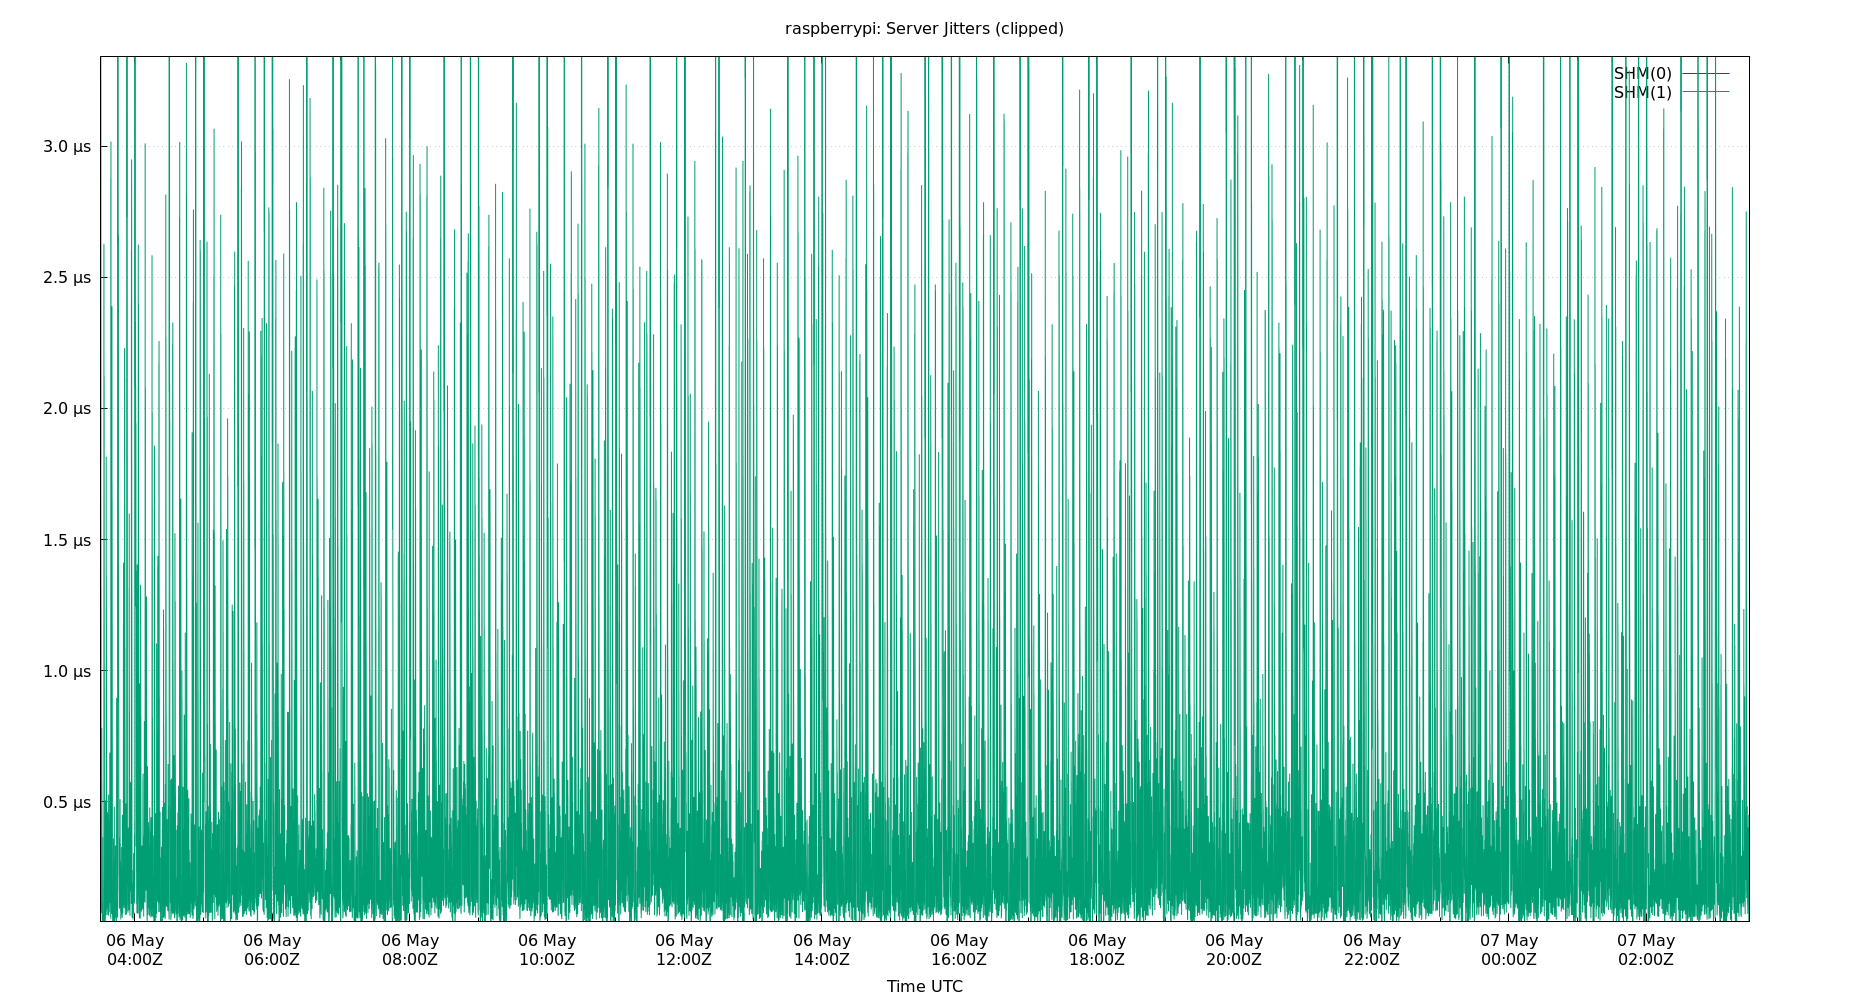 raspberrypi: Server Jitters (clipped)
SHM(0)
SHM(1)
3.0 μs
2.5 μs
2.0 μs
1.5 μs
1.0 μs
0.5 μs
06 May 06 May 06 May 06 May 06 May 06 May 06 May 06 May 06 May 06 May 07 May 07 May
04:00Z 06:00Z 08:00Z 10:00Z 12:00Z 14:00Z 16:00Z 18:00Z 20:00Z 22:00Z 00:00Z 02:00Z
Time UTC